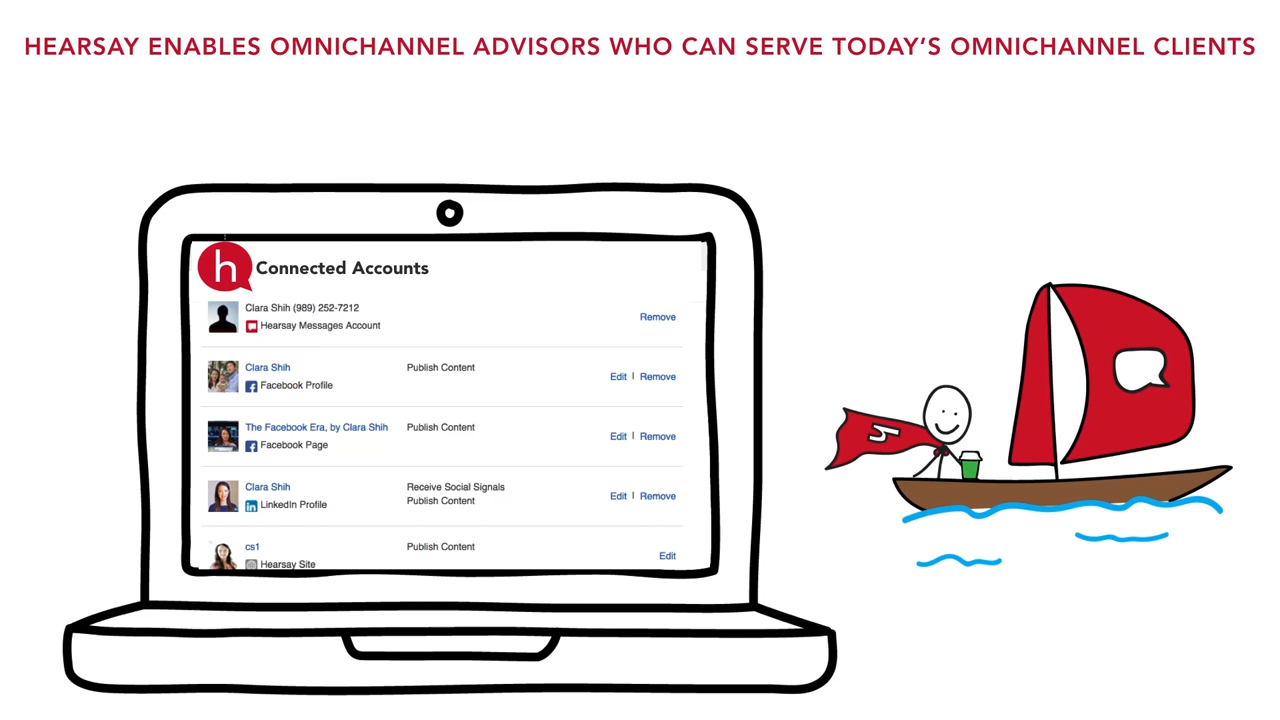 HEARSAY ENABLES OMNICHANNEL ADVISORS WHO CAN SERVE TODAY'S OMNICHANNEL CLIENTS
h Connected Accounts
Clara Shih (989) 252-7212
Hearsay Messages Account
Remove
Clara Shih
Publish Content
Facebook Profile
Edit | Remove
The Facebook Era, by Clara Shih
Publish Content
Facebook Page
Edit | Remove
Clara Shih
Receive Social Signals
Publish Content
LinkedIn Profile
Edit | Remove
cs1
Publish Content
Hearsay Site
Edit